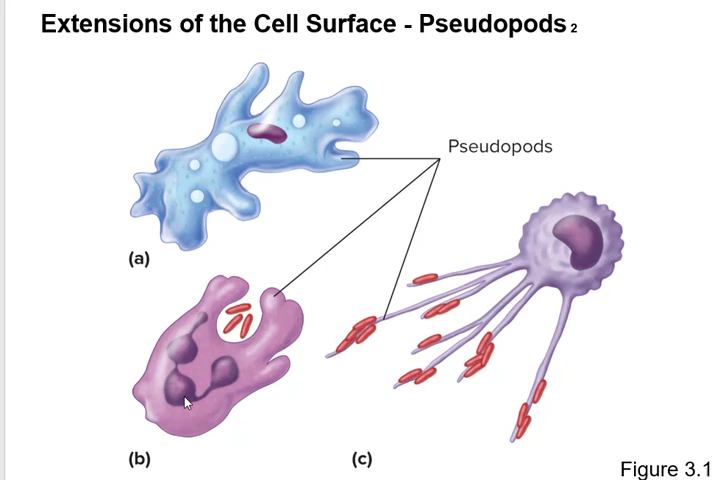 Extensions of the Cell Surface - Pseudopods 2
Pseudopods
(a)
(b)
(c)
Figure 3.1